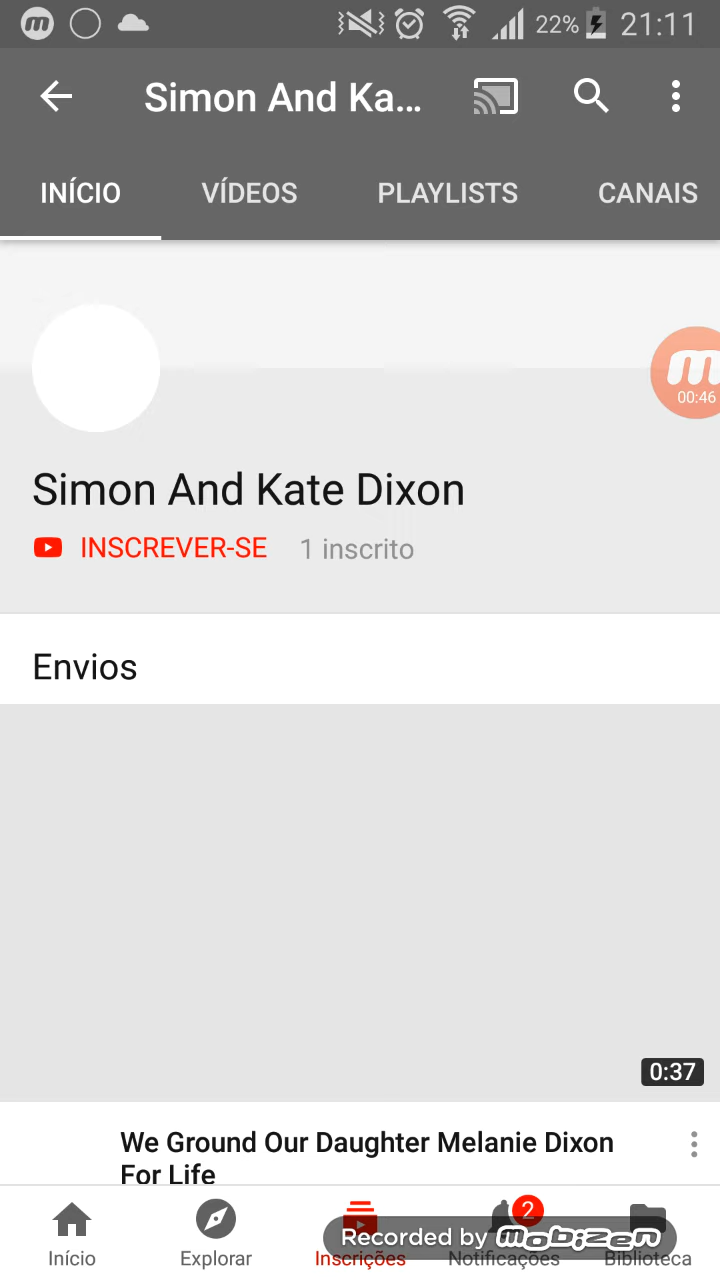 22% 21:11
Simon And Ka...
INÍCIO VÍDEOS PLAYLISTS CANAIS
m
00:46
Simon And Kate Dixon
INSCREVER-SE 1 inscrito
Envios
0:37
We Ground Our Daughter Melanie Dixon
For Life
2
Recorded by mobizen
Início Explorar Inscrições Notificações Biblioteca